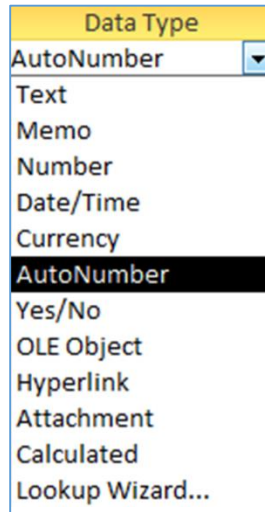 Data Type
AutoNumber
Text
Memo
Number
Date/Time
Currency
AutoNumber
Yes/No
OLE Object
Hyperlink
Attachment
Calculated
Lookup Wizard...